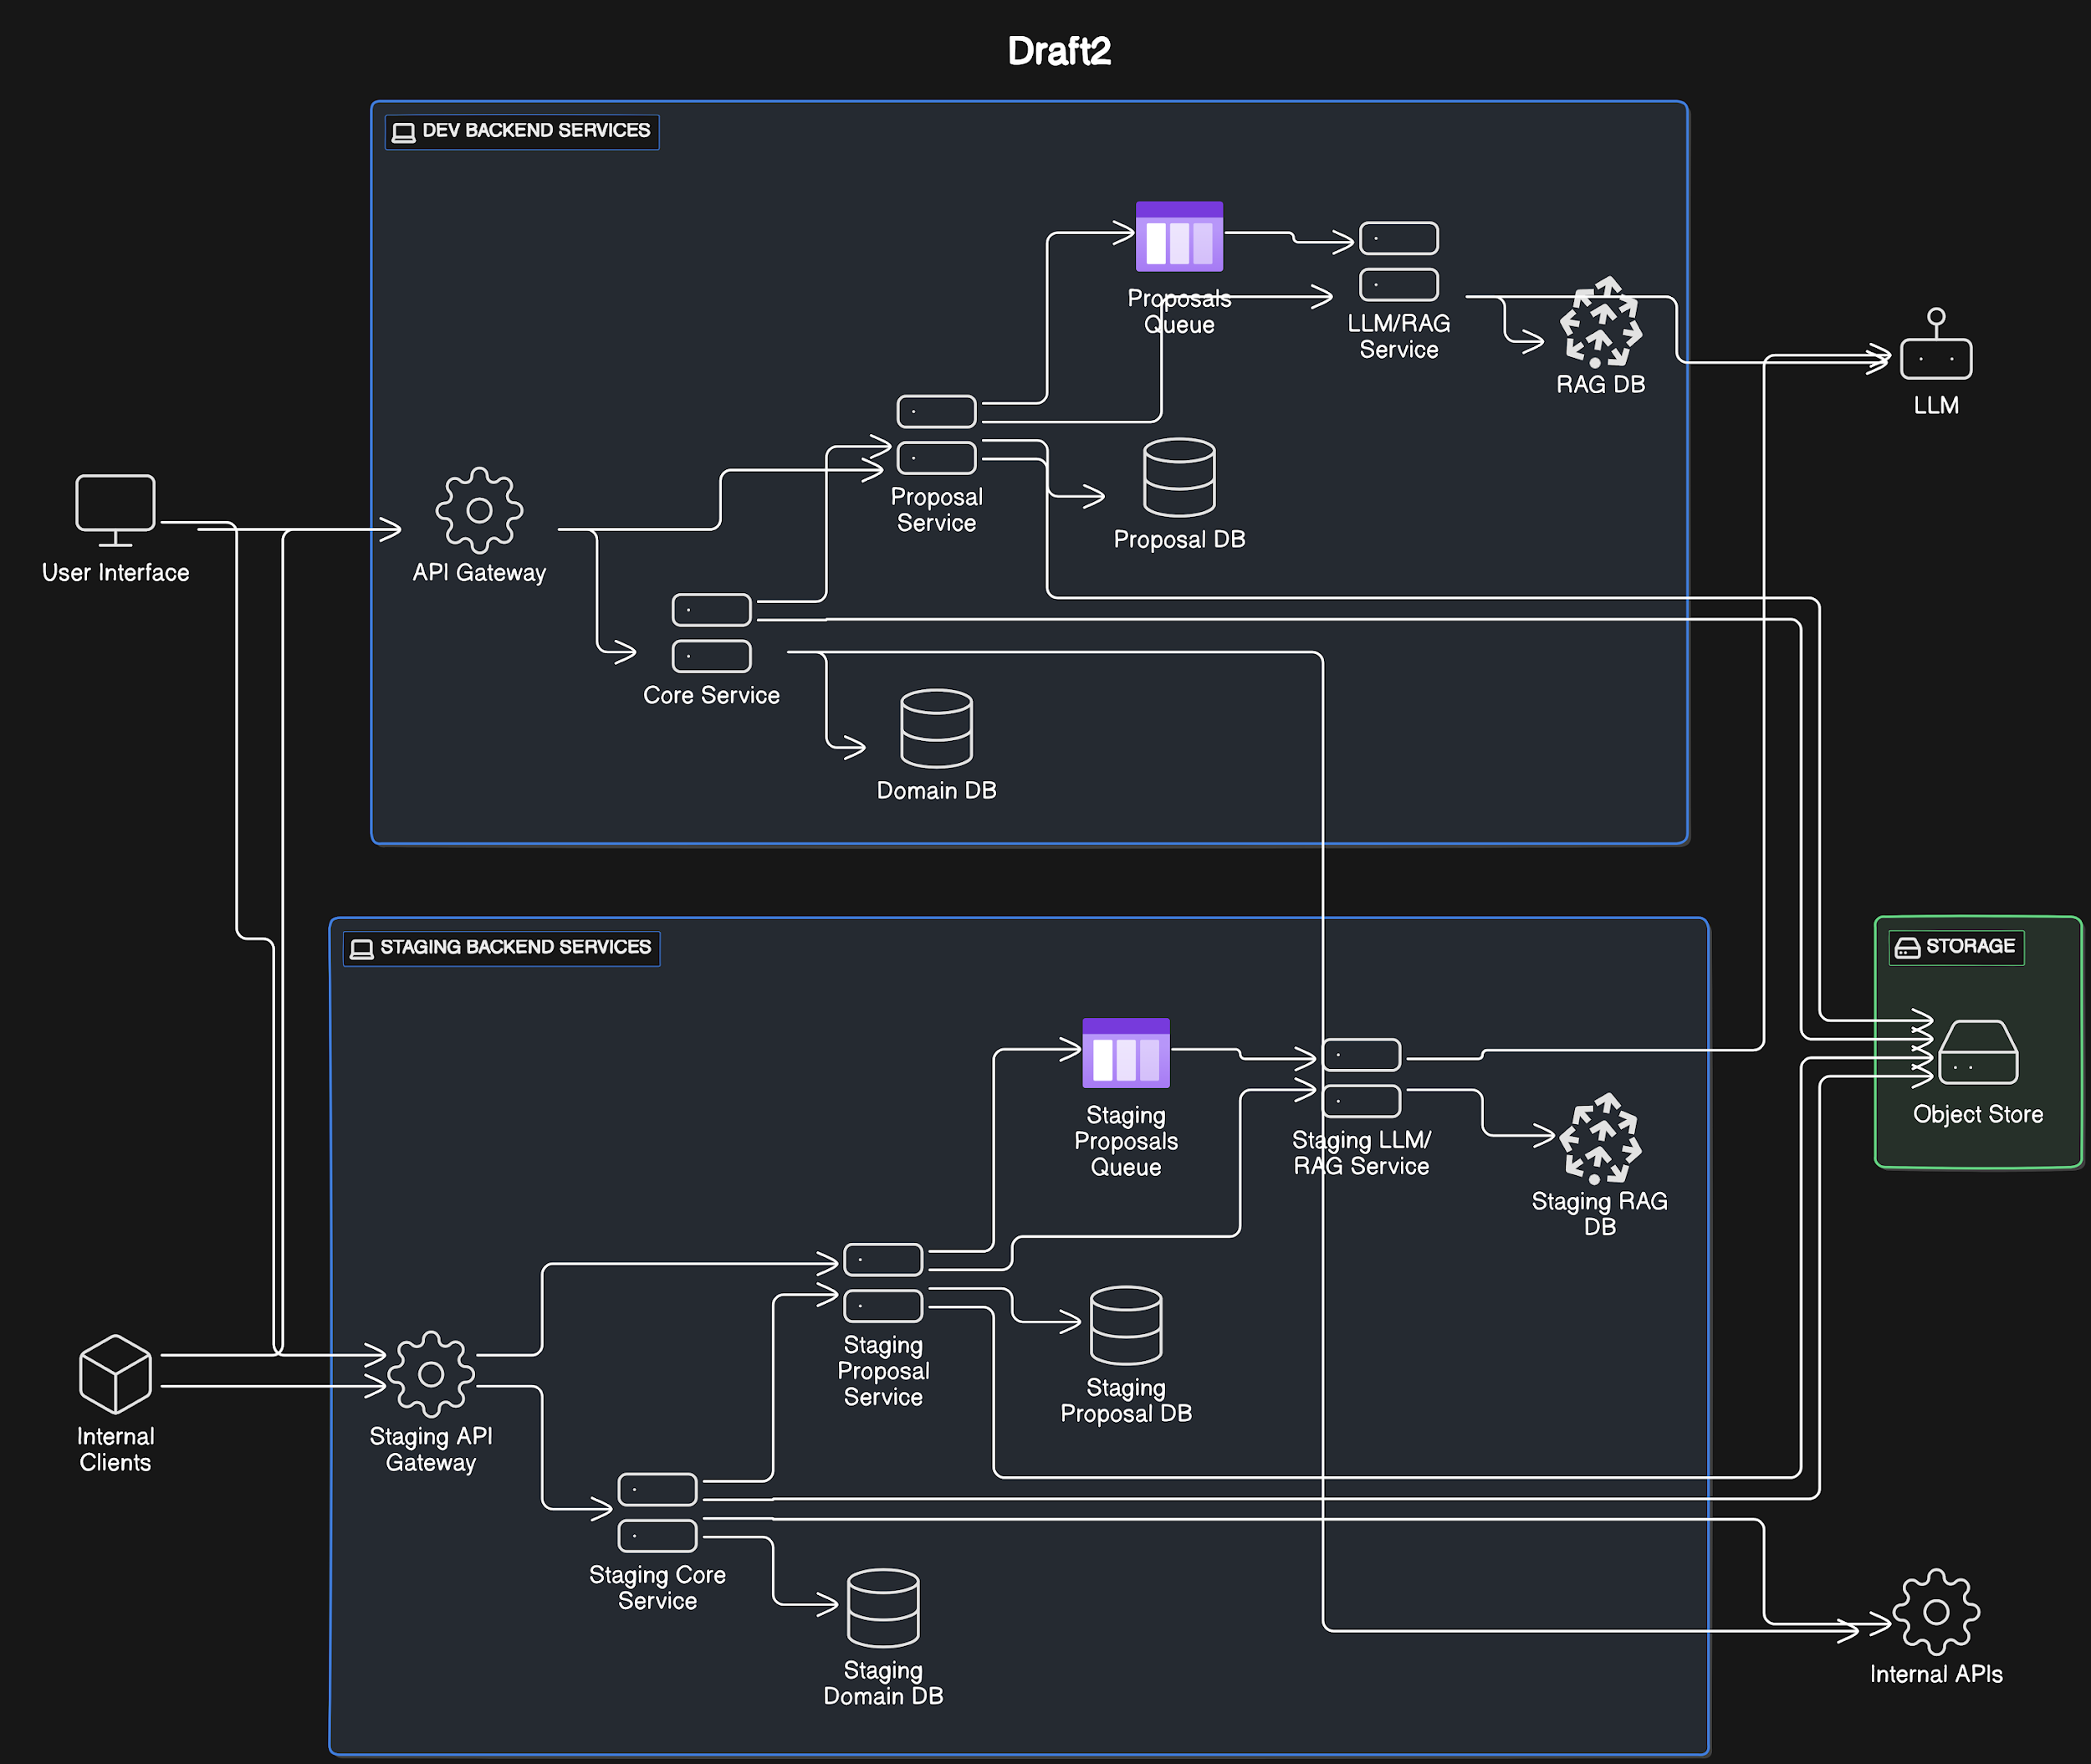 Draft2
DEV BACKEND SERVICES
Proposals
Queue
LLM/RAG
Service
RAG DB
LLM
Proposal
Service
Proposal DB
User Interface
API Gateway
Core Service
Domain DB
STAGING BACKEND SERVICES
STORAGE
Object Store
Staging
Proposals
Queue
Staging LLM/
RAG Service
Staging RAG
DB
Staging
Proposal
Service
Staging
Proposal DB
Internal
Clients
Staging API
Gateway
Staging Core
Service
Staging
Domain DB
Internal APIs